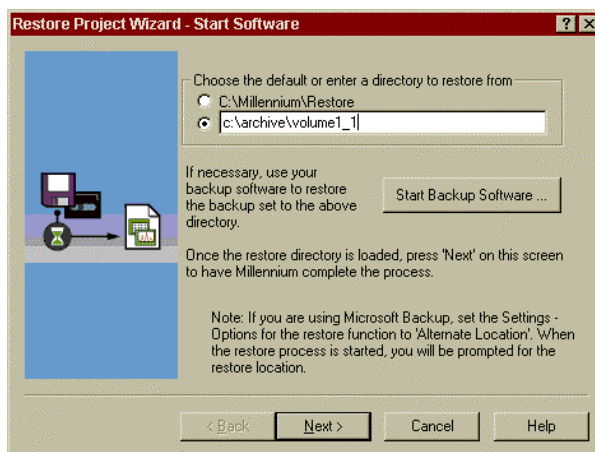 Restore Project Wizard - Start Software
Choose the default or enter a directory to restore from
C:\Millennium\Restore
c:\archive\volume1_1
If necessary, use your
backup software to restore
the backup set to the above
directory.
Start Backup Software ...
Once the restore directory is loaded, press 'Next' on this screen
to have Millennium complete the process.
Note: If you are using Microsoft Backup, set the Settings -
Options for the restore function to 'Alternate Location'. When
the restore process is started, you will be prompted for the
restore location.
< Back
Next >
Cancel
Help